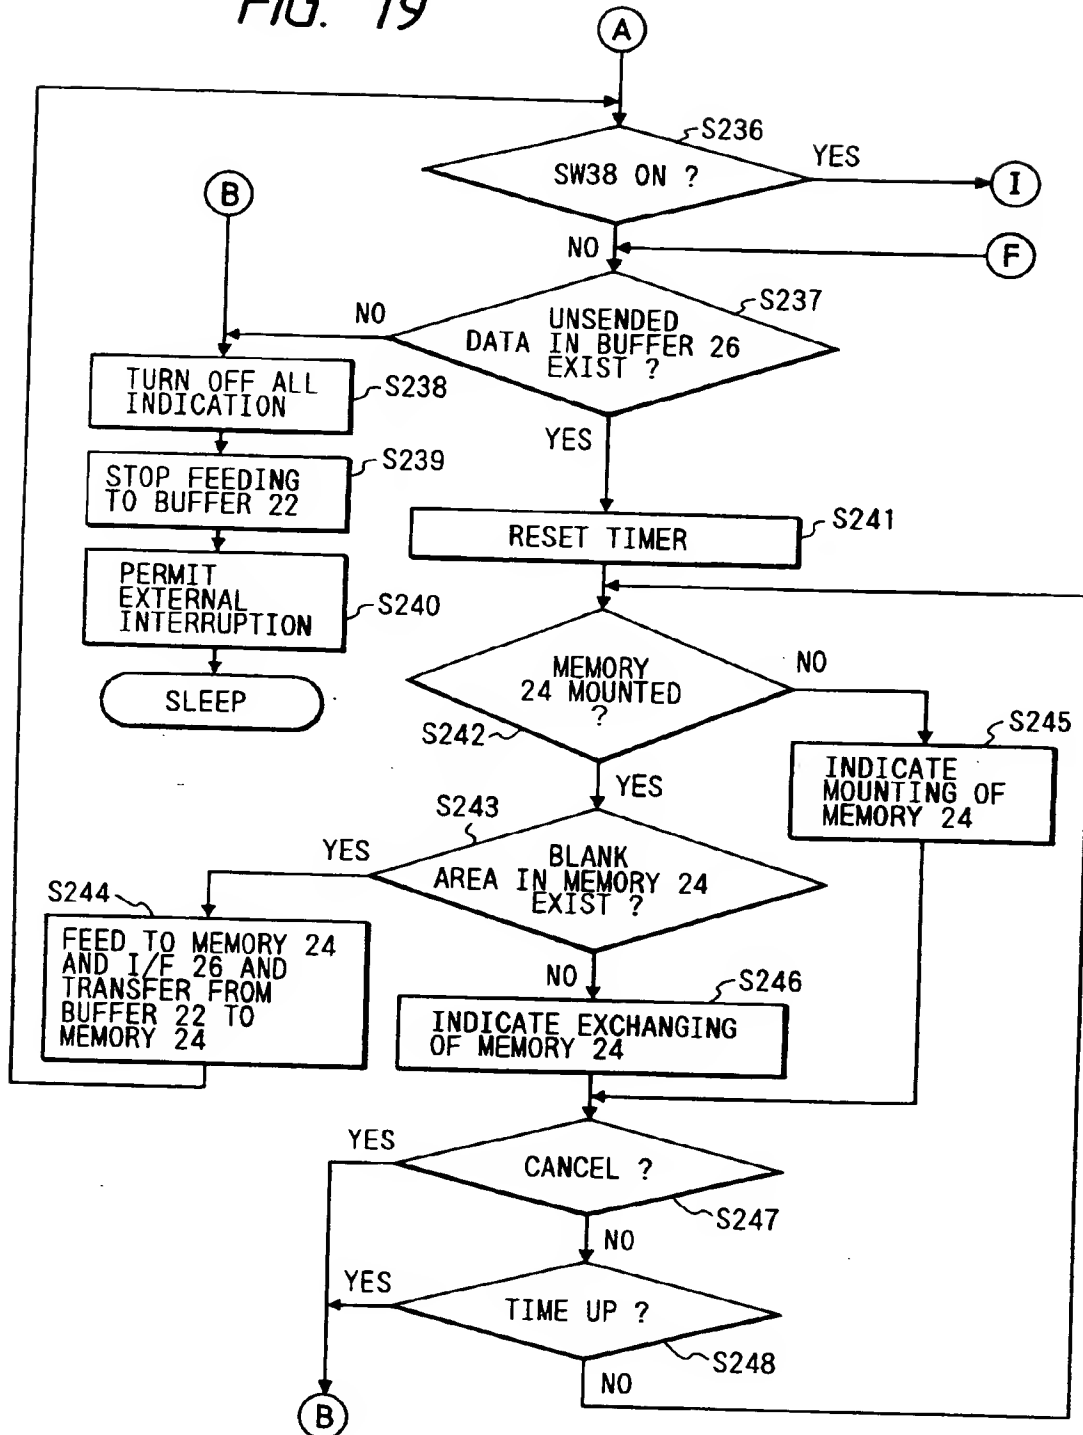 FIG. 19
A
S236
SW38 ON ?
YES
I
B
NO
F
S237
NO
UNSENDED
DATA IN BUFFER 26
EXIST ?
TURN OFF ALL
INDICATION
S238
YES
STOP FEEDING
TO BUFFER 22
S239
RESET TIMER
S241
PERMIT
EXTERNAL
INTERRUPTION
S240
SLEEP
MEMORY
24 MOUNTED
?
NO
S242
S245
INDICATE
MOUNTING OF
MEMORY 24
YES
S243
YES
BLANK
AREA IN MEMORY 24
EXIST ?
S244
FEED TO MEMORY 24
AND I/F 26 AND
TRANSFER FROM
BUFFER 22 TO
MEMORY 24
NO
S246
INDICATE EXCHANGING
OF MEMORY 24
YES
CANCEL ?
S247
NO
YES
TIME UP ?
S248
NO
B